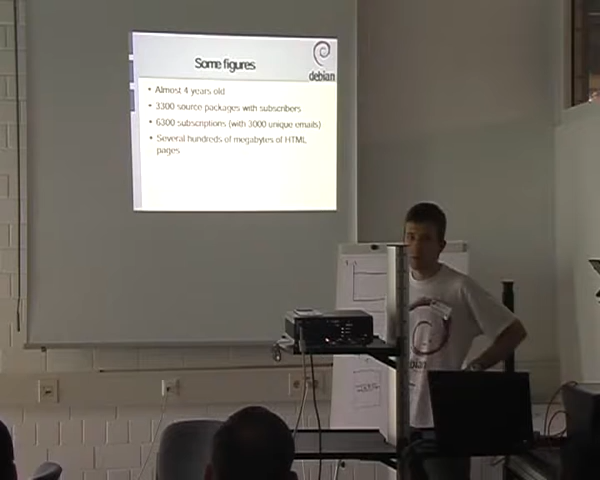 Some figures
debian
• Almost 4 years old
• 3300 source packages with subscribers
• 6300 subscriptions (with 3000 unique emails)
• Several hundreds of megabytes of HTML
pages